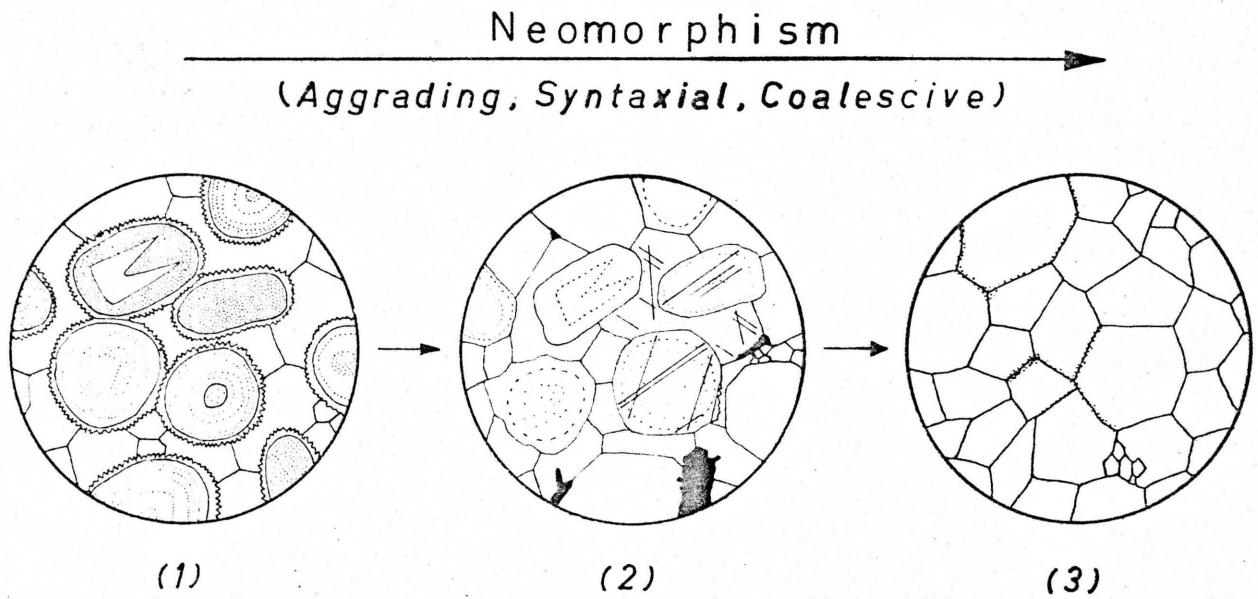 Neomorphism
(Aggrading, Syntaxial, Coalescive)
(1) (2) (3)